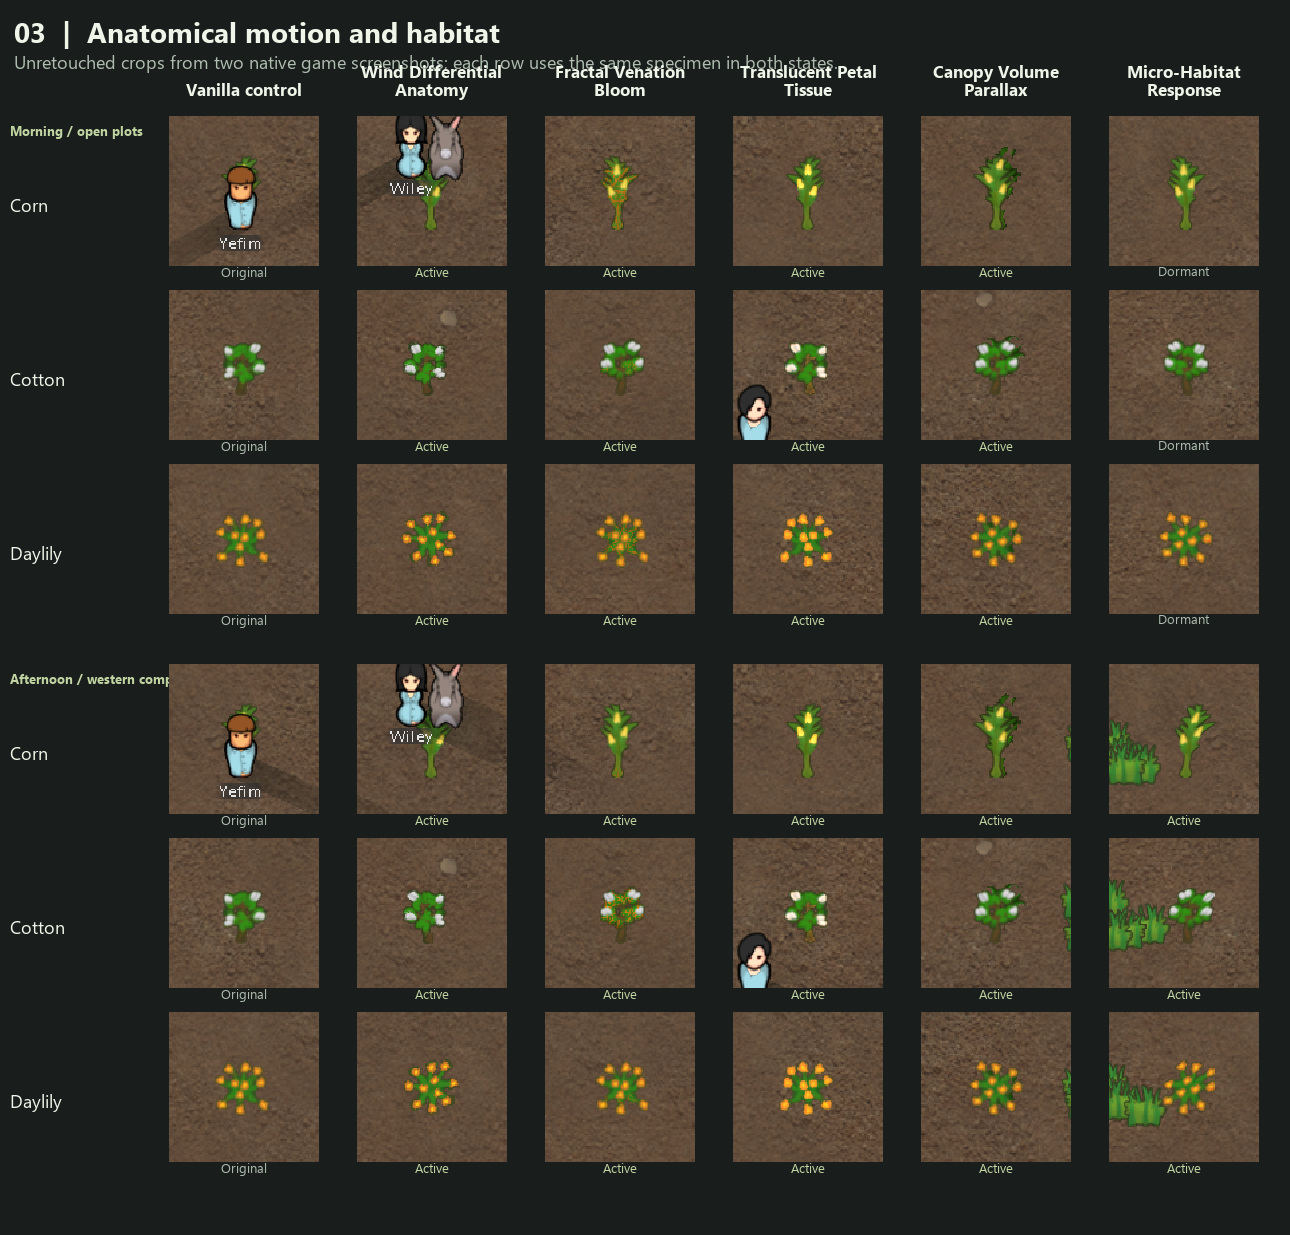 03 | Anatomical motion and habitat
Unretouched crops from two native game screenshots; each row uses the same specimen in both states.
Vanilla control
Wind Differential
Anatomy
Fractal Venation
Bloom
Translucent Petal
Tissue
Canopy Volume
Parallax
Micro-Habitat
Response
Morning / open plots
Corn
Yefim
Wiley
Original
Active
Active
Active
Active
Dormant
Cotton
Original
Active
Active
Active
Active
Dormant
Daylily
Original
Active
Active
Active
Active
Dormant
Afternoon / western comp
Corn
Yefim
Wiley
Original
Active
Active
Active
Active
Active
Cotton
Original
Active
Active
Active
Active
Active
Daylily
Original
Active
Active
Active
Active
Active